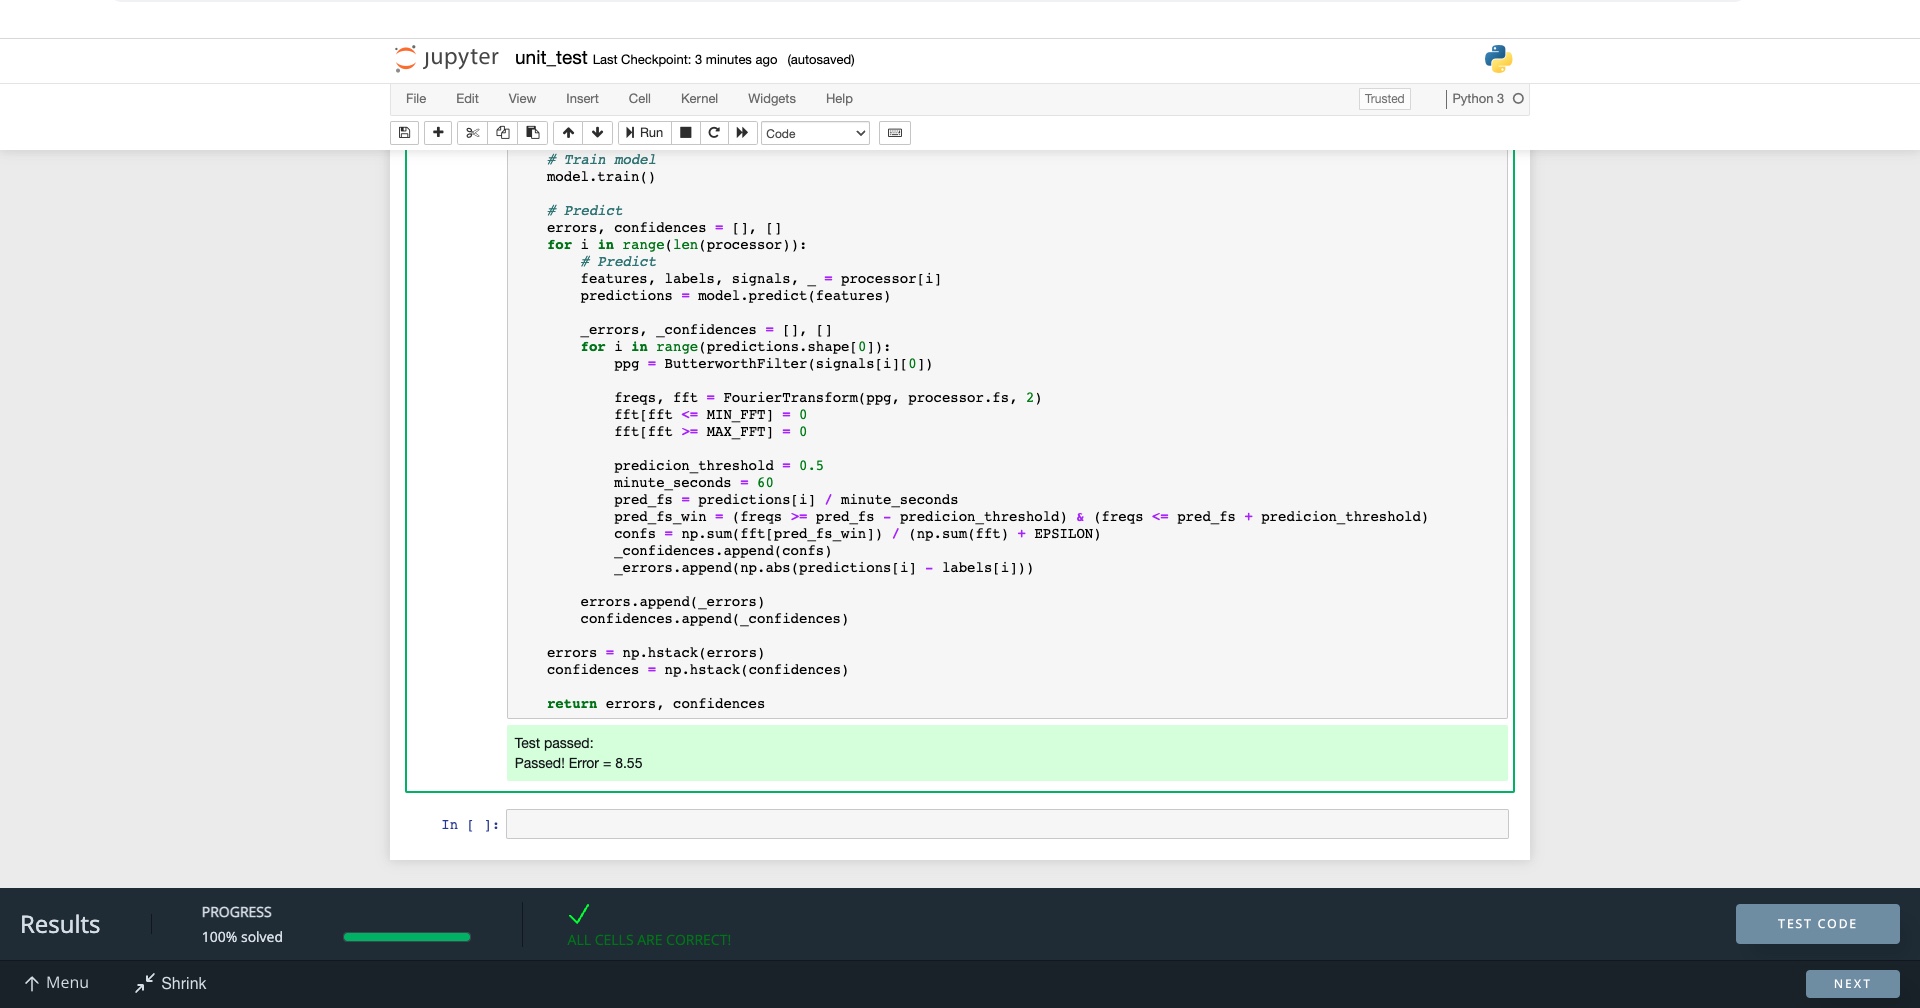 jupyter unit_test Last Checkpoint: 3 minutes ago (autosaved)
File Edit View Insert Cell Kernel Widgets Help Trusted Python 3
Run Code
# Train model
model.train()
# Predict
errors, confidences = [], []
for i in range(len(processor)):
# Predict
features, labels, signals, _ = processor[i]
predictions = model.predict(features)
_errors, _confidences = [], []
for i in range(predictions.shape[0]):
ppg = ButterworthFilter(signals[i][0])
freqs, fft = FourierTransform(ppg, processor.fs, 2)
fft[fft <= MIN_FFT] = 0
fft[fft >= MAX_FFT] = 0
predicion_threshold = 0.5
minute_seconds = 60
pred_fs = predictions[i] / minute_seconds
pred_fs_win = (freqs >= pred_fs - predicion_threshold) & (freqs <= pred_fs + predicion_threshold)
confs = np.sum(fft[pred_fs_win]) / (np.sum(fft) + EPSILON)
_confidences.append(confs)
_errors.append(np.abs(predictions[i] - labels[i]))
errors.append(_errors)
confidences.append(_confidences)
errors = np.hstack(errors)
confidences = np.hstack(confidences)
return errors, confidences
Test passed:
Passed! Error = 8.55
In [ ]:
Results
PROGRESS
100% solved
ALL CELLS ARE CORRECT!
TEST CODE
Menu Shrink NEXT